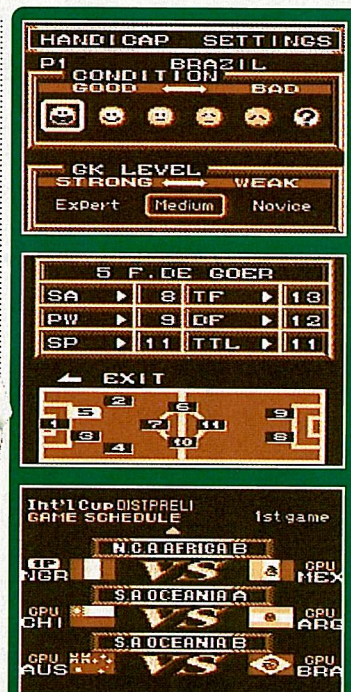 HANDICAP SETTINGS
P1 BRAZIL
CONDITION
GOOD BAD
?
GK LEVEL
STRONG WEAK
Expert Medium Novice
5 F.DE GOER
SA 8 TF 13
PW 9 DF 12
SP 11 TTL 11
EXIT
2 6
1 5 7 11 9
3 10 8
4
Int'l Cup DISTPRELI
GAME SCHEDULE 1st game
N.C.A AFRICA B
1P NGR VS CPU MEX
S.A OCEANIA A
CPU CHI VS CPU ARG
S.A OCEANIA B
CPU AUS VS CPU BRA